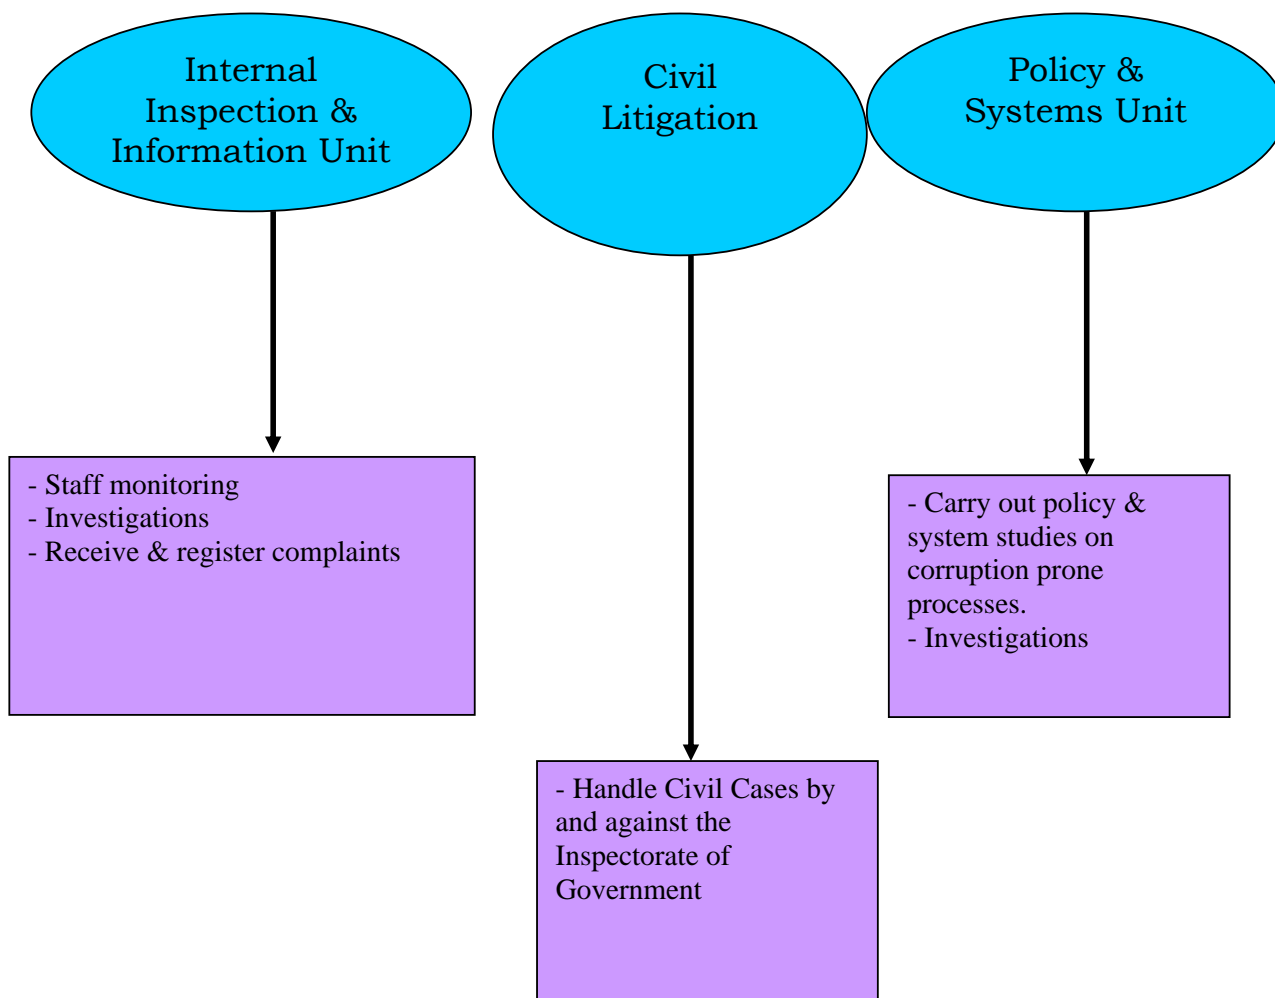 Internal
Inspection &
Information Unit
Civil
Litigation
Policy &
Systems Unit
- Staff monitoring
- Investigations
- Receive & register complaints
- Carry out policy &
system studies on
corruption prone
processes.
- Investigations
- Handle Civil Cases by
and against the
Inspectorate of
Government